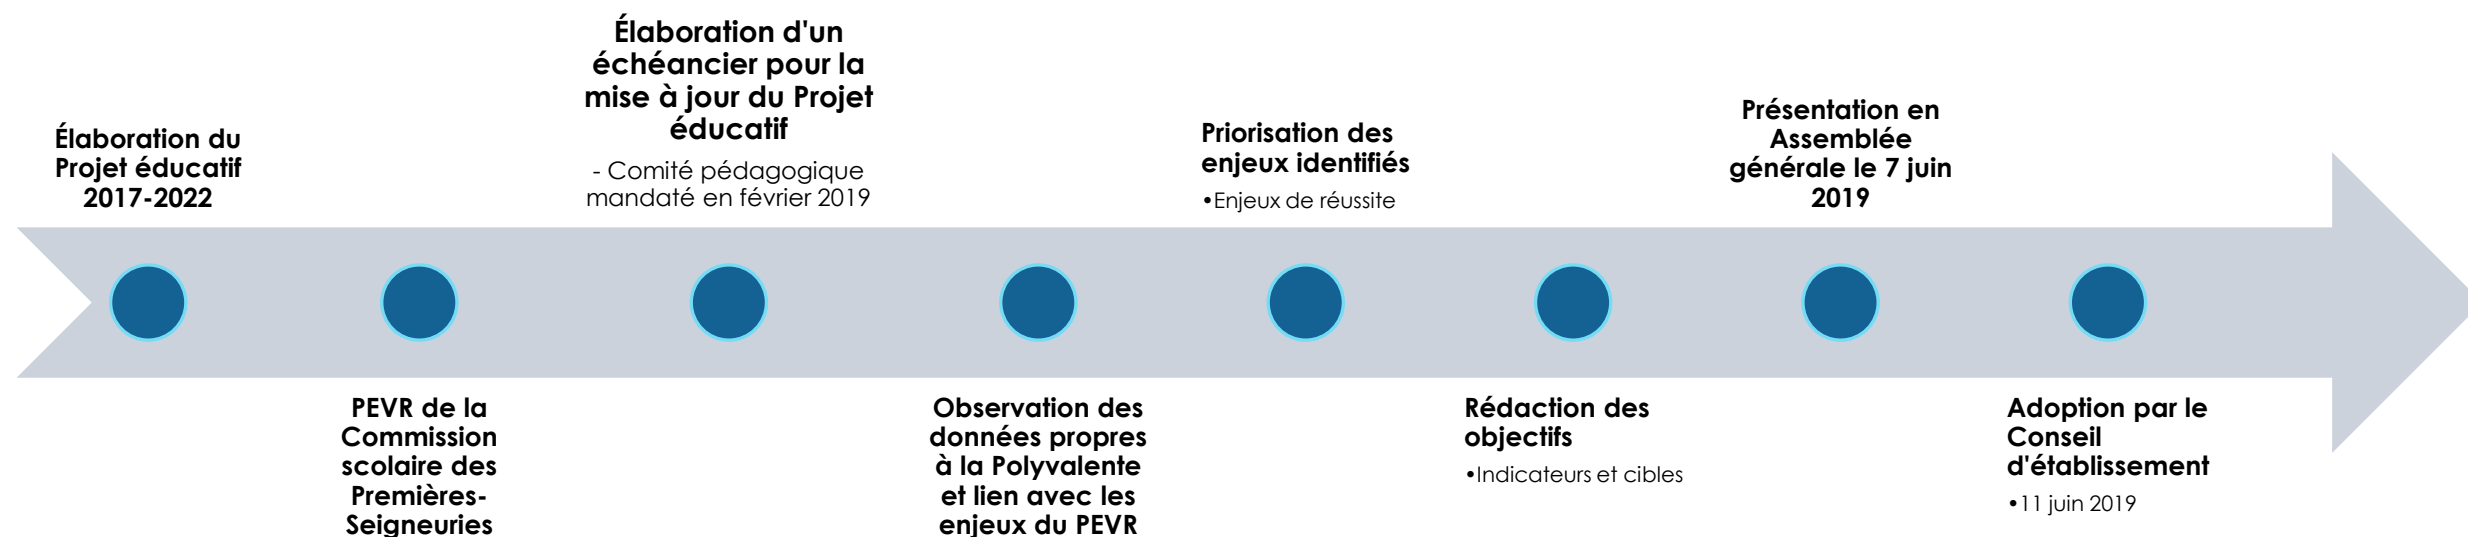 Élaboration du
Projet éducatif
2017-2022
PEVR de la
Commission
scolaire des
Premières-
Seigneuries
Élaboration d'un
échéancier pour la
mise à jour du Projet
éducatif
- Comité pédagogique
mandaté en février 2019
Observation des
données propres
à la Polyvalente
et lien avec les
enjeux du PEVR
Priorisation des
enjeux identifiés
•Enjeux de réussite
Rédaction des
objectifs
•Indicateurs et cibles
Présentation en
Assemblée
générale le 7 juin
2019
Adoption par le
Conseil
d'établissement
•11 juin 2019